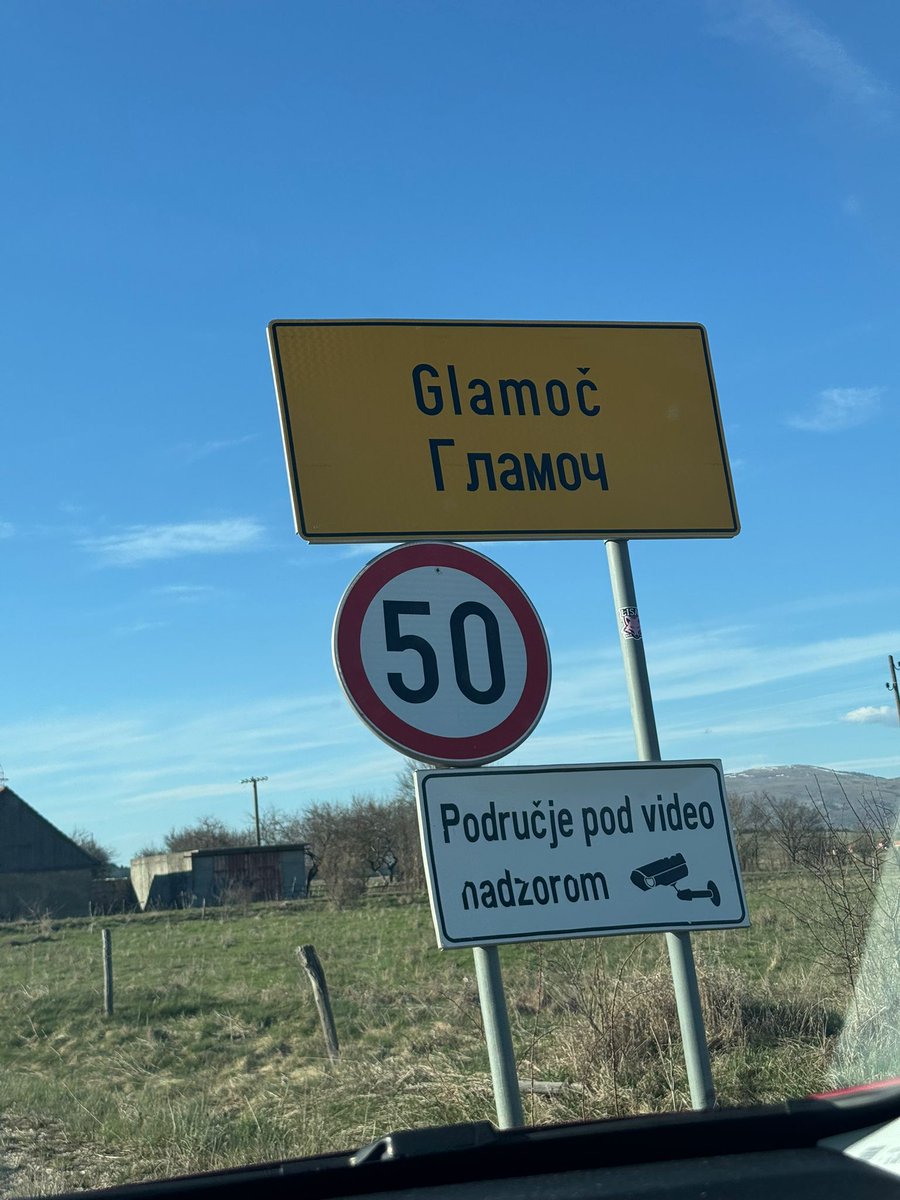 Glamoč
Гламоч
50
Područje pod video
nadzorom